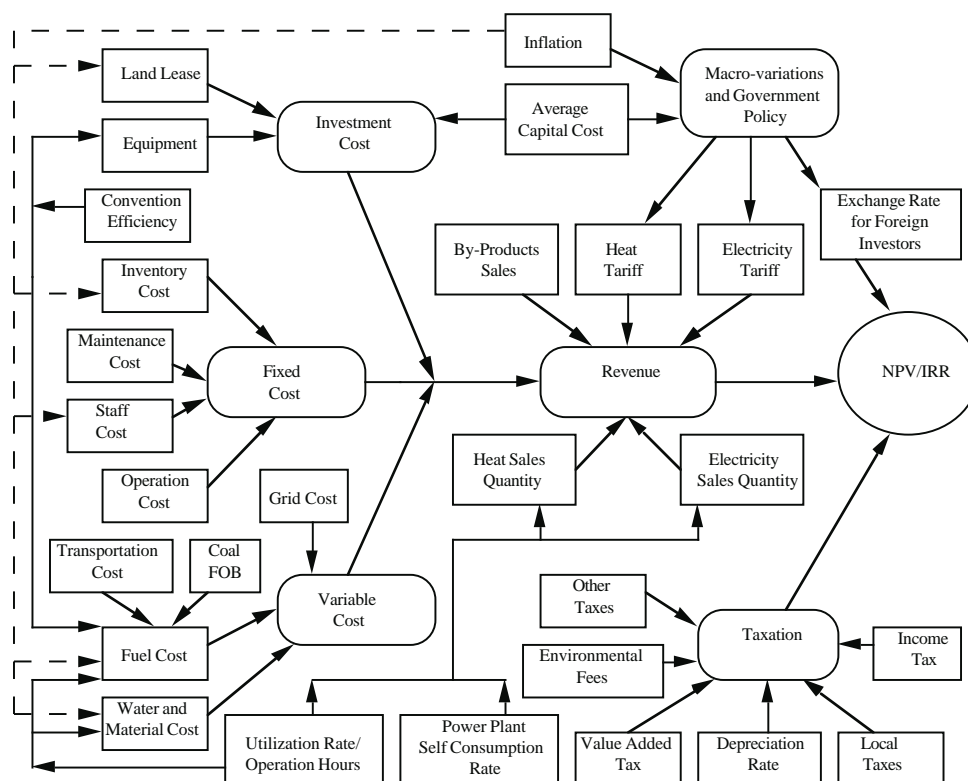 Inflation
Land Lease
Macro-variations
and Government
Policy
Average
Capital Cost
Investment
Cost
Equipment
Convention
Efficiency
Exchange Rate
for Foreign
Investors
By-Products
Sales
Heat
Tariff
Electricity
Tariff
Inventory
Cost
Maintenance
Cost
Fixed
Cost
Revenue
NPV/IRR
Staff
Cost
Operation
Cost
Heat Sales
Quantity
Electricity
Sales Quantity
Grid Cost
Transportation
Cost
Coal
FOB
Variable
Cost
Other
Taxes
Taxation
Income
Tax
Fuel Cost
Environmental
Fees
Water and
Material Cost
Utilization Rate/
Operation Hours
Power Plant
Self Consumption
Rate
Value Added
Tax
Depreciation
Rate
Local
Taxes